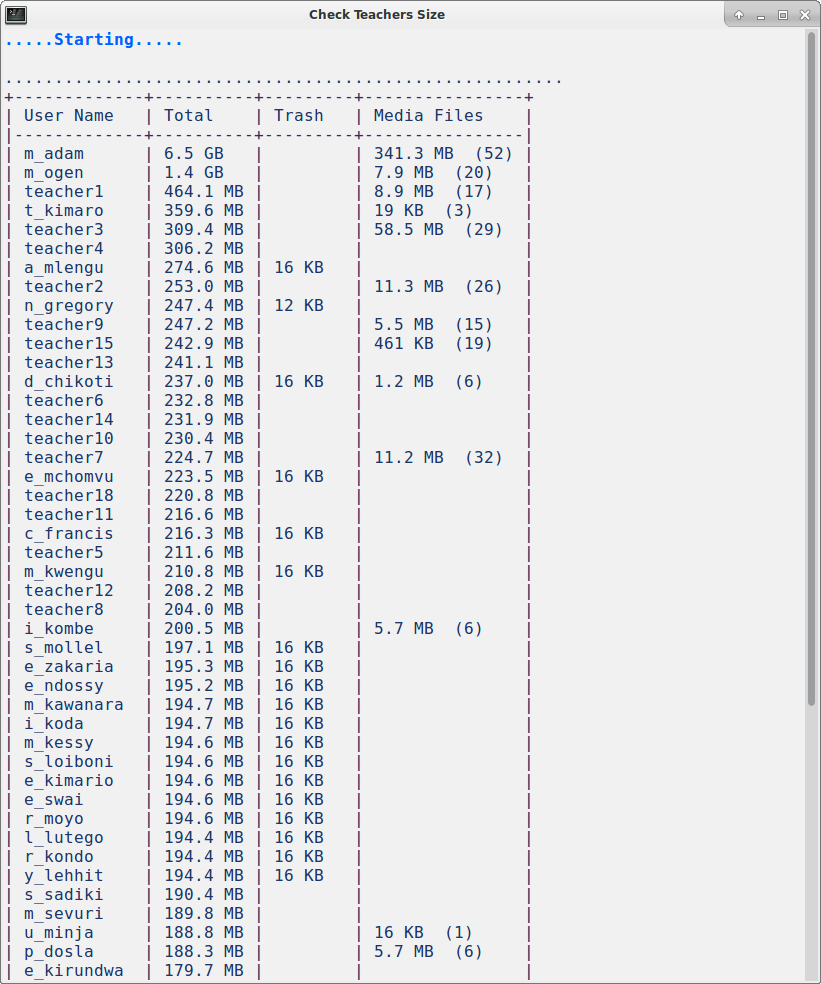 Check Teachers Size
.....Starting.....
........................................................
+-------------+----------+---------+----------------+
| User Name   | Total    | Trash   | Media Files    |
|-------------+----------+---------+----------------|
| m_adam      | 6.5 GB   |         | 341.3 MB  (52) |
| m_ogen      | 1.4 GB   |         | 7.9 MB  (20)   |
| teacher1    | 464.1 MB |         | 8.9 MB  (17)   |
| t_kimaro    | 359.6 MB |         | 19 KB  (3)     |
| teacher3    | 309.4 MB |         | 58.5 MB  (29)  |
| teacher4    | 306.2 MB |         |                |
| a_mlengu    | 274.6 MB | 16 KB   |                |
| teacher2    | 253.0 MB |         | 11.3 MB  (26)  |
| n_gregory   | 247.4 MB | 12 KB   |                |
| teacher9    | 247.2 MB |         | 5.5 MB  (15)   |
| teacher15   | 242.9 MB |         | 461 KB  (19)   |
| teacher13   | 241.1 MB |         |                |
| d_chikoti   | 237.0 MB | 16 KB   | 1.2 MB  (6)    |
| teacher6    | 232.8 MB |         |                |
| teacher14   | 231.9 MB |         |                |
| teacher10   | 230.4 MB |         |                |
| teacher7    | 224.7 MB |         | 11.2 MB  (32)  |
| e_mchomvu   | 223.5 MB | 16 KB   |                |
| teacher18   | 220.8 MB |         |                |
| teacher11   | 216.6 MB |         |                |
| c_francis   | 216.3 MB | 16 KB   |                |
| teacher5    | 211.6 MB |         |                |
| m_kwengu    | 210.8 MB | 16 KB   |                |
| teacher12   | 208.2 MB |         |                |
| teacher8    | 204.0 MB |         |                |
| i_kombe     | 200.5 MB |         | 5.7 MB  (6)    |
| s_mollel    | 197.1 MB | 16 KB   |                |
| e_zakaria   | 195.3 MB | 16 KB   |                |
| e_ndossy    | 195.2 MB | 16 KB   |                |
| m_kawanara  | 194.7 MB | 16 KB   |                |
| i_koda      | 194.7 MB | 16 KB   |                |
| m_kessy     | 194.6 MB | 16 KB   |                |
| s_loiboni   | 194.6 MB | 16 KB   |                |
| e_kimario   | 194.6 MB | 16 KB   |                |
| e_swai      | 194.6 MB | 16 KB   |                |
| r_moyo      | 194.6 MB | 16 KB   |                |
| l_lutego    | 194.4 MB | 16 KB   |                |
| r_kondo     | 194.4 MB | 16 KB   |                |
| y_lehhit    | 194.4 MB | 16 KB   |                |
| s_sadiki    | 190.4 MB |         |                |
| m_sevuri    | 189.8 MB |         |                |
| u_minja     | 188.8 MB |         | 16 KB  (1)     |
| p_dosla     | 188.3 MB |         | 5.7 MB  (6)    |
| e_kirundwa  | 179.7 MB |         |                |